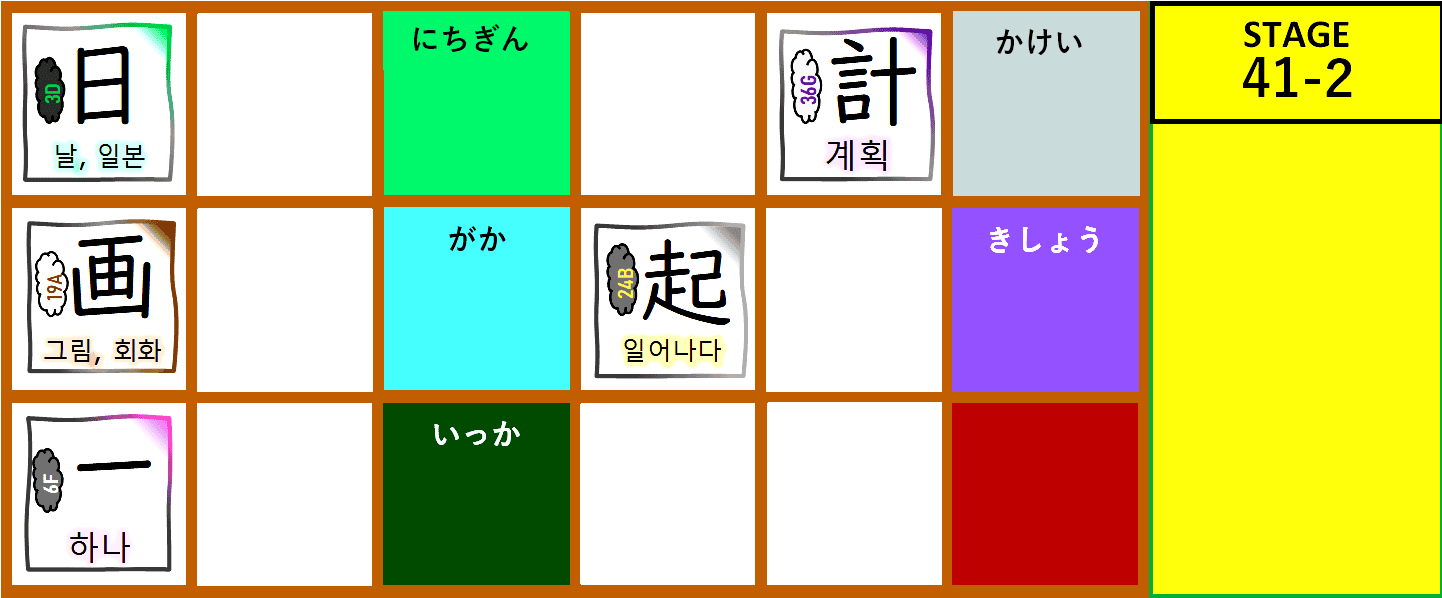 3D
日
날, 일본
にちぎん
36G
計
계획
かけい
STAGE
41-2
19A
画
그림, 회화
がか
24B
起
일어나다
きしょう
6F
一
하나
いっか